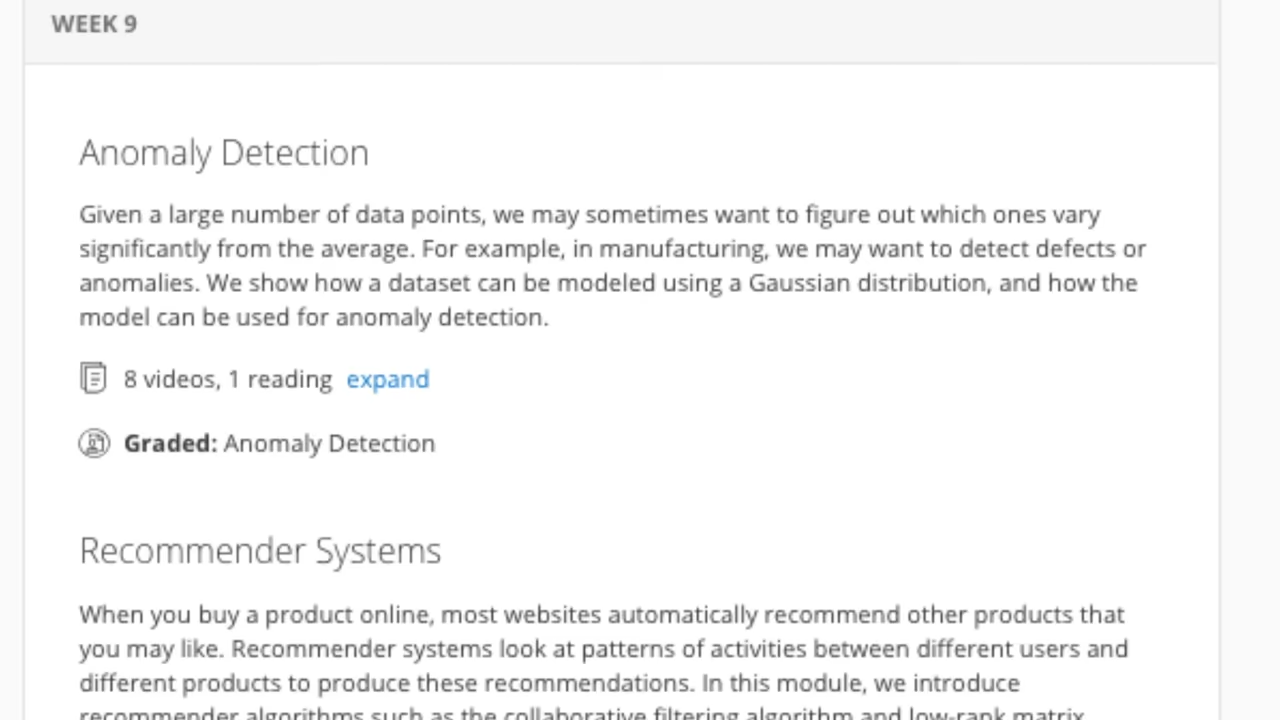 WEEK 9
Anomaly Detection
Given a large number of data points, we may sometimes want to figure out which ones vary
significantly from the average. For example, in manufacturing, we may want to detect defects or
anomalies. We show how a dataset can be modeled using a Gaussian distribution, and how the
model can be used for anomaly detection.
8 videos, 1 reading expand
Graded: Anomaly Detection
Recommender Systems
When you buy a product online, most websites automatically recommend other products that
you may like. Recommender systems look at patterns of activities between different users and
different products to produce these recommendations. In this module, we introduce
recommender algorithms such as the collaborative filtering algorithm and low-rank matrix